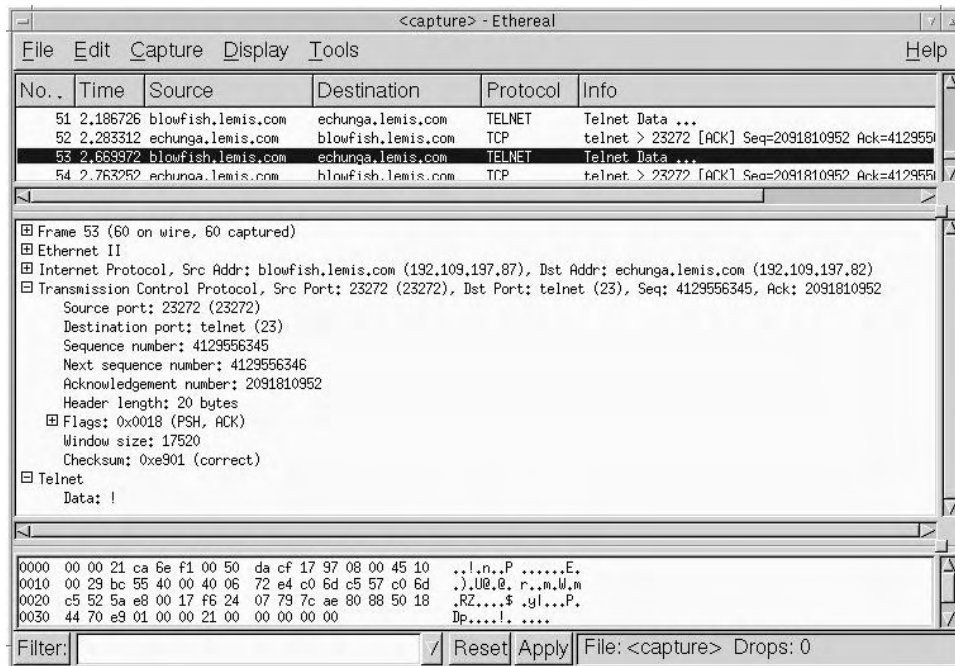 <capture> - Ethereal
File Edit Capture Display Tools Help
No. . Time Source Destination Protocol Info
51 2.186726 blowfish.lemis.com echunga.lemis.com TELNET Telnet Data ...
52 2.283312 echunga.lemis.com blowfish.lemis.com TCP telnet > 23272 [ACK] Seq=2091810952 Ack=412955
53 2.669972 blowfish.lemis.com echunga.lemis.com TELNET Telnet Data ...
54 2.763252 echunga.lemis.com blowfish.lemis.com TCP telnet > 23272 [ACK] Seq=2091810952 Ack=412955
Frame 53 (60 on wire, 60 captured)
Ethernet II
Internet Protocol, Src Addr: blowfish.lemis.com (192.109.197.87), Dst Addr: echunga.lemis.com (192.109.197.82)
Transmission Control Protocol, Src Port: 23272 (23272), Dst Port: telnet (23), Seq: 4129556345, Ack: 2091810952
Source port: 23272 (23272)
Destination port: telnet (23)
Sequence number: 4129556345
Next sequence number: 4129556346
Acknowledgement number: 2091810952
Header length: 20 bytes
Flags: 0x0018 (PSH, ACK)
Window size: 17520
Checksum: 0xe901 (correct)
Telnet
Data: !
0000 00 00 21 ca 6e f1 00 50 da cf 17 97 08 00 45 10 ..!.n..P ......E.
0010 00 29 bc 55 40 00 40 06 72 e4 c0 6d c5 57 c0 6d .).U@.@. r..m.W.m
0020 c5 52 5a e8 00 17 f6 24 07 79 7c ae 80 88 50 18 .RZ....$ .y|...P.
0030 44 70 e9 01 00 00 21 00 00 00 00 00 Dp....!. ....
Filter: Reset Apply File: <capture> Drops: 0